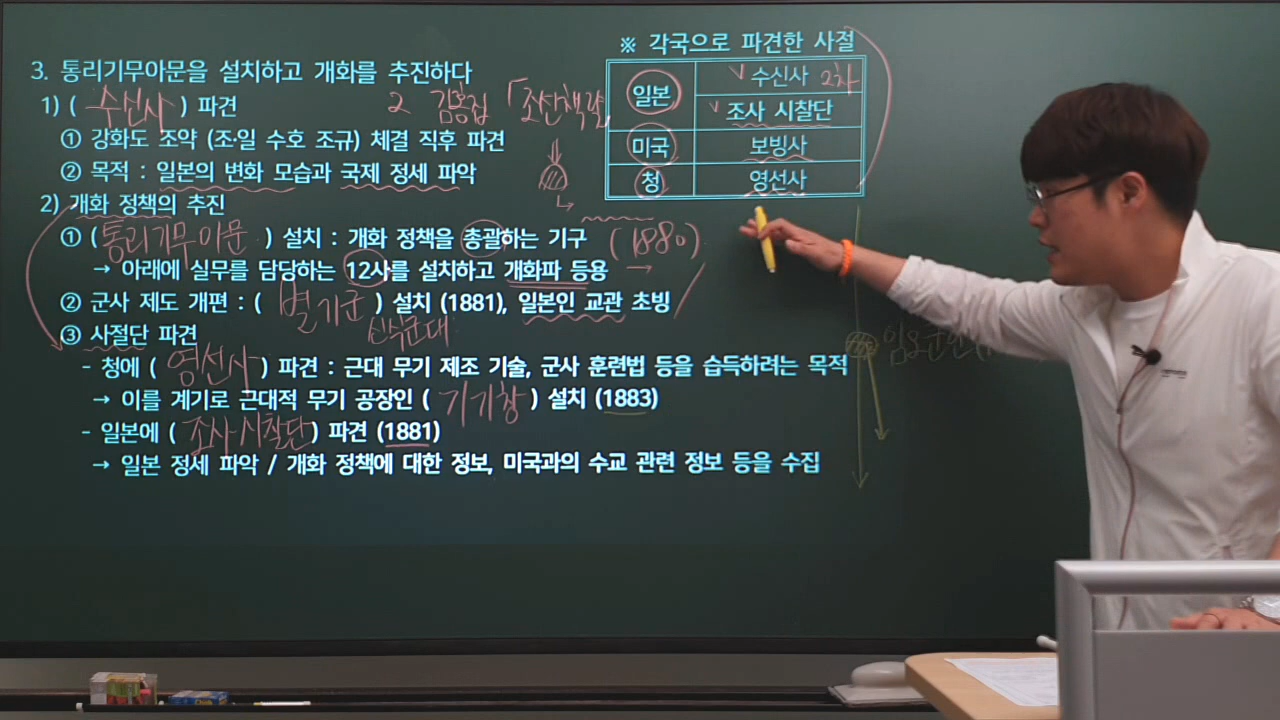 3. 통리기무아문을 설치하고 개화를 추진하다
1) ( 수신사 ) 파견 2 김홍집 「조선책략」
① 강화도 조약 (조·일 수호 조규) 체결 직후 파견
② 목적 : 일본의 변화 모습과 국제 정세 파악
2) 개화 정책의 추진
① (통리기무아문 ) 설치 : 개화 정책을 총괄하는 기구 (1880)
→ 아래에 실무를 담당하는 12사를 설치하고 개화파 등용 →
② 군사 제도 개편 : ( 별기군 ) 설치 (1881), 일본인 교관 초빙
신식군대
③ 사절단 파견
- 청에 ( 영선사 ) 파견 : 근대 무기 제조 기술, 군사 훈련법 등을 습득하려는 목적
→ 이를 계기로 근대적 무기 공장인 ( 기기창 ) 설치 (1883)
- 일본에 ( 조사시찰단) 파견 (1881)
→ 일본 정세 파악 / 개화 정책에 대한 정보, 미국과의 수교 관련 정보 등을 수집
※ 각국으로 파견한 사절
일본 수신사 2차
조사 시찰단
미국 보빙사
청 영선사
임오군란